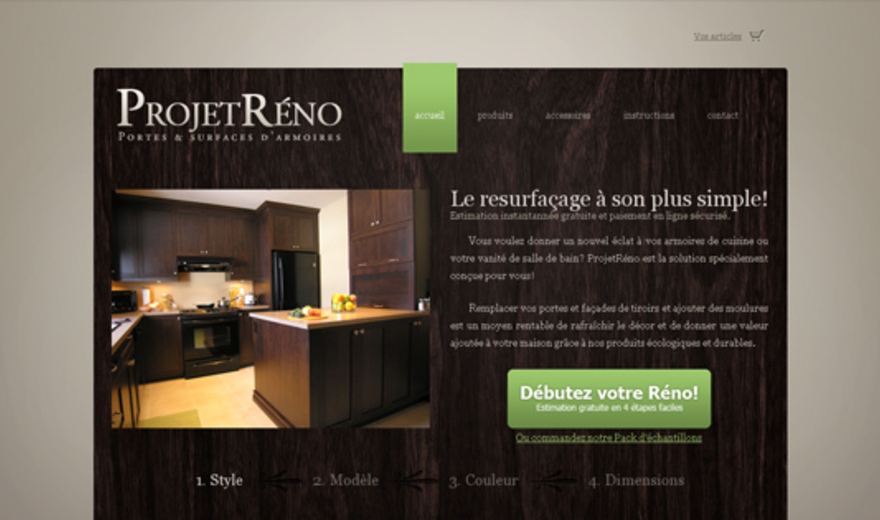 Vos articles
PROJETRÉNO
PORTES & SURFACES D'ARMOIRES
accueil
produits
accessoires
instructions
contact
Le resurfaçage à son plus simple!
Estimation instantannée gratuite et paiement en ligne sécurisé.
Vous voulez donner un nouvel éclat à vos armoires de cuisine ou
votre vanité de salle de bain? ProjetRéno est la solution spécialement
conçue pour vous!
Remplacer vos portes et façades de tiroirs et ajouter des moulures
est un moyen rentable de rafraîchir le décor et de donner une valeur
ajoutée à votre maison grâce à nos produits écologiques et durables.
Débutez votre Réno!
Estimation gratuite en 4 étapes faciles
Ou commandez notre Pack d'échantillons
1. Style
2. Modèle
3. Couleur
4. Dimensions